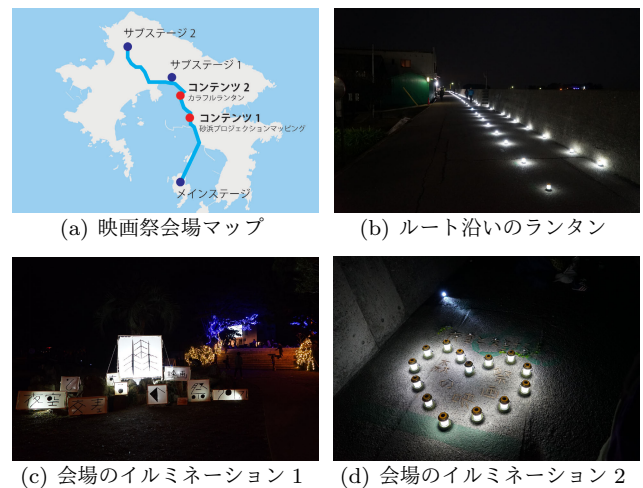 サブステージ 2
サブステージ 1
コンテンツ 2
カラフルランタン
コンテンツ 1
砂浜プロジェクションマッピング
メインステージ
(a) 映画祭会場マップ
(b) ルート沿いのランタン
映画
(c) 会場のイルミネーション 1
(d) 会場のイルミネーション 2